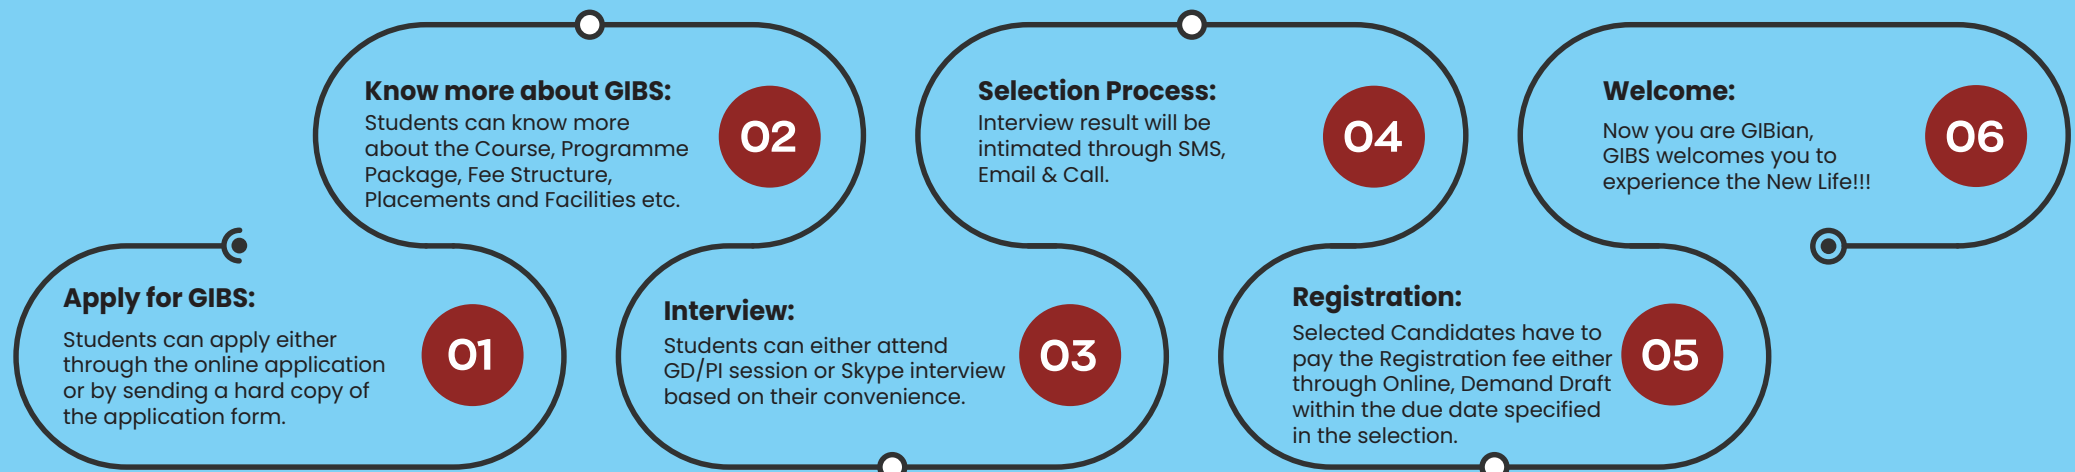 Apply for GIBS:
Students can apply either
through the online application
or by sending a hard copy of
the application form.
01
Know more about GIBS:
Students can know more
about the Course, Programme
Package, Fee Structure,
Placements and Facilities etc.
02
Interview:
Students can either attend
GD/PI session or Skype interview
based on their convenience.
03
Selection Process:
Interview result will be
intimated through SMS,
Email & Call.
04
Registration:
Selected Candidates have to
pay the Registration fee either
through Online, Demand Draft
within the due date specified
in the selection.
05
Welcome:
Now you are GIBian,
GIBS welcomes you to
experience the New Life!!!
06